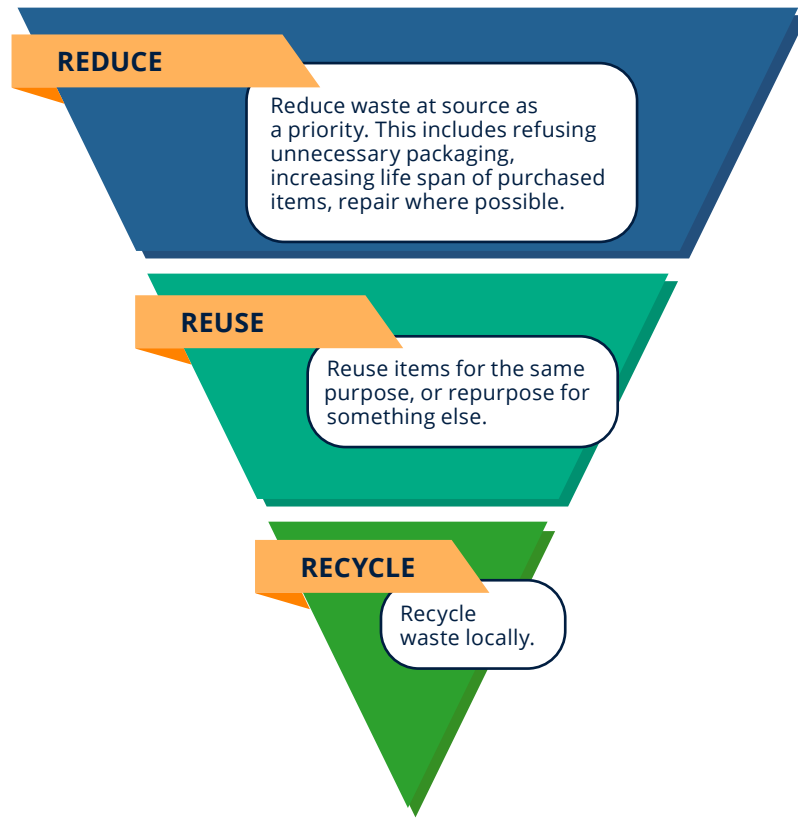 REDUCE
Reduce waste at source as
a priority. This includes refusing
unnecessary packaging,
increasing life span of purchased
items, repair where possible.
REUSE
Reuse items for the same
purpose, or repurpose for
something else.
RECYCLE
Recycle
waste locally.